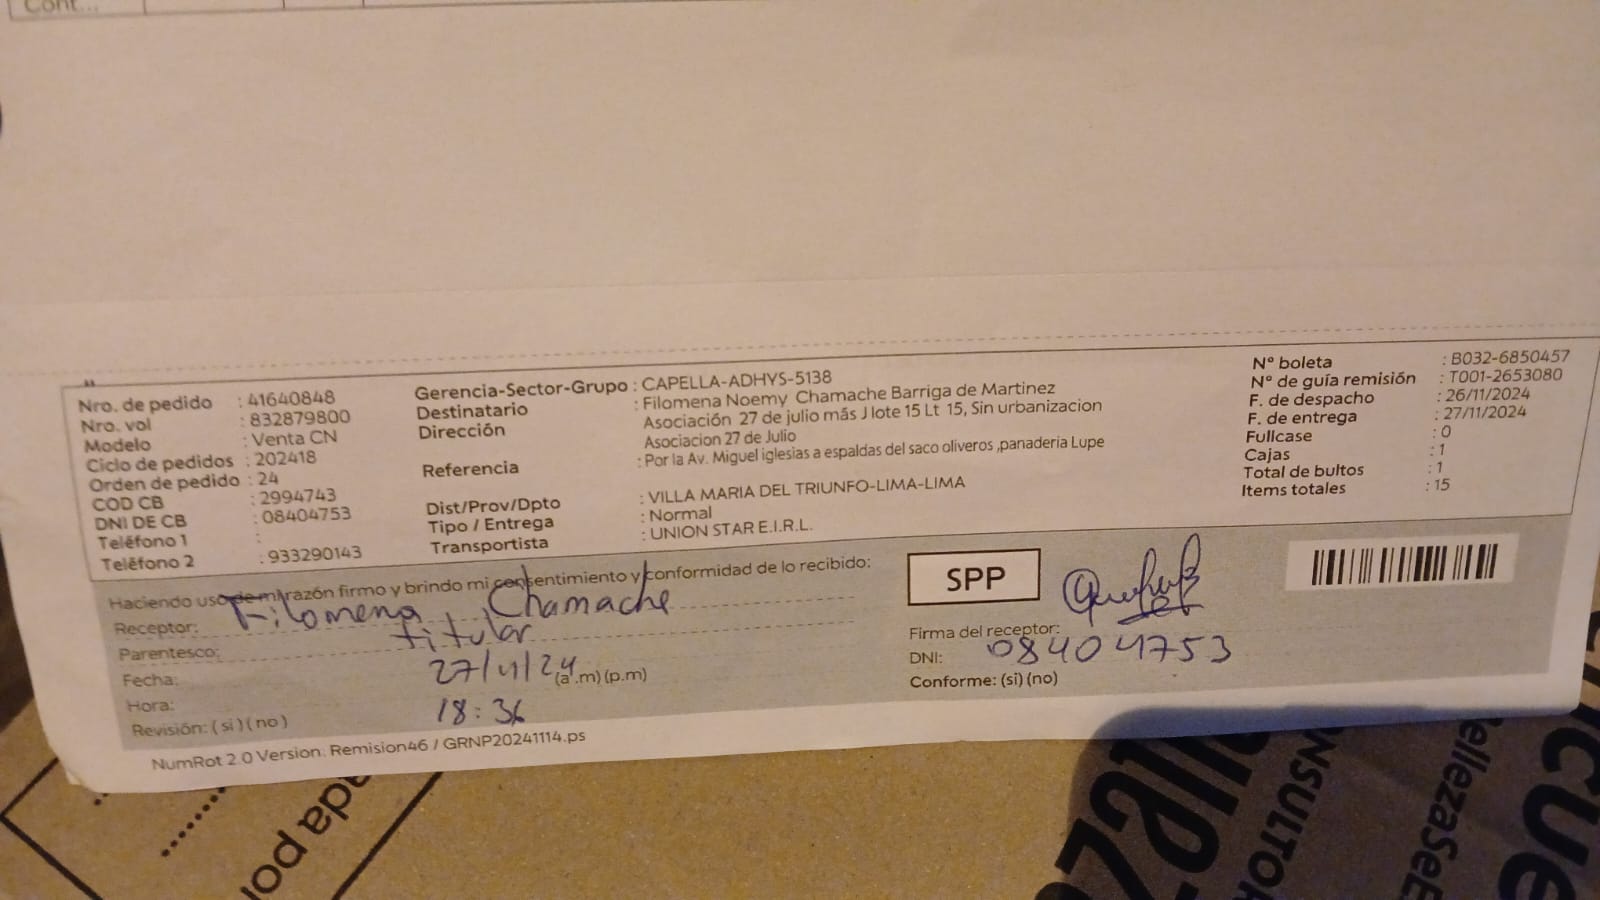 Cont...
Nro. de pedido : 41640848
Nro. vol : 832879800
Modelo : Venta CN
Ciclo de pedidos : 202418
Orden de pedido : 24
COD CB : 2994743
DNI DE CB : 08404753
Teléfono 1 :
Teléfono 2 : 933290143
Gerencia-Sector-Grupo : CAPELLA-ADHYS-5138
Destinatario : Filomena Noemy Chamache Barriga de Martinez
Dirección Asociación 27 de julio más J lote 15 Lt 15, Sin urbanizacion
Asociacion 27 de Julio
Referencia : Por la Av. Miguel iglesias a espaldas del saco oliveros ,panaderia Lupe
Dist/Prov/Dpto : VILLA MARIA DEL TRIUNFO-LIMA-LIMA
Tipo / Entrega : Normal
Transportista : UNION STAR E.I.R.L.
Nº boleta : B032-6850457
Nº de guía remisión : T001-2653080
F. de despacho : 26/11/2024
F. de entrega : 27/11/2024
Fullcase : 0
Cajas : 1
Total de bultos : 1
Items totales : 15
Haciendo uso de mi razón firmo y brindo mi consentimiento y conformidad de lo recibido:
Receptor: Filomena Chamache
Parentesco: titular
Fecha: 27/11/24 (a.m) (p.m)
Hora: 18:36
Revisión: ( si ) ( no )
SPP
Firma del receptor:
DNI: 08404753
Conforme: (si) (no)
NumRot 2.0 Version: Remision46 / GRNP20241114.ps
ada por
ONSULTOR
ellezaSeE